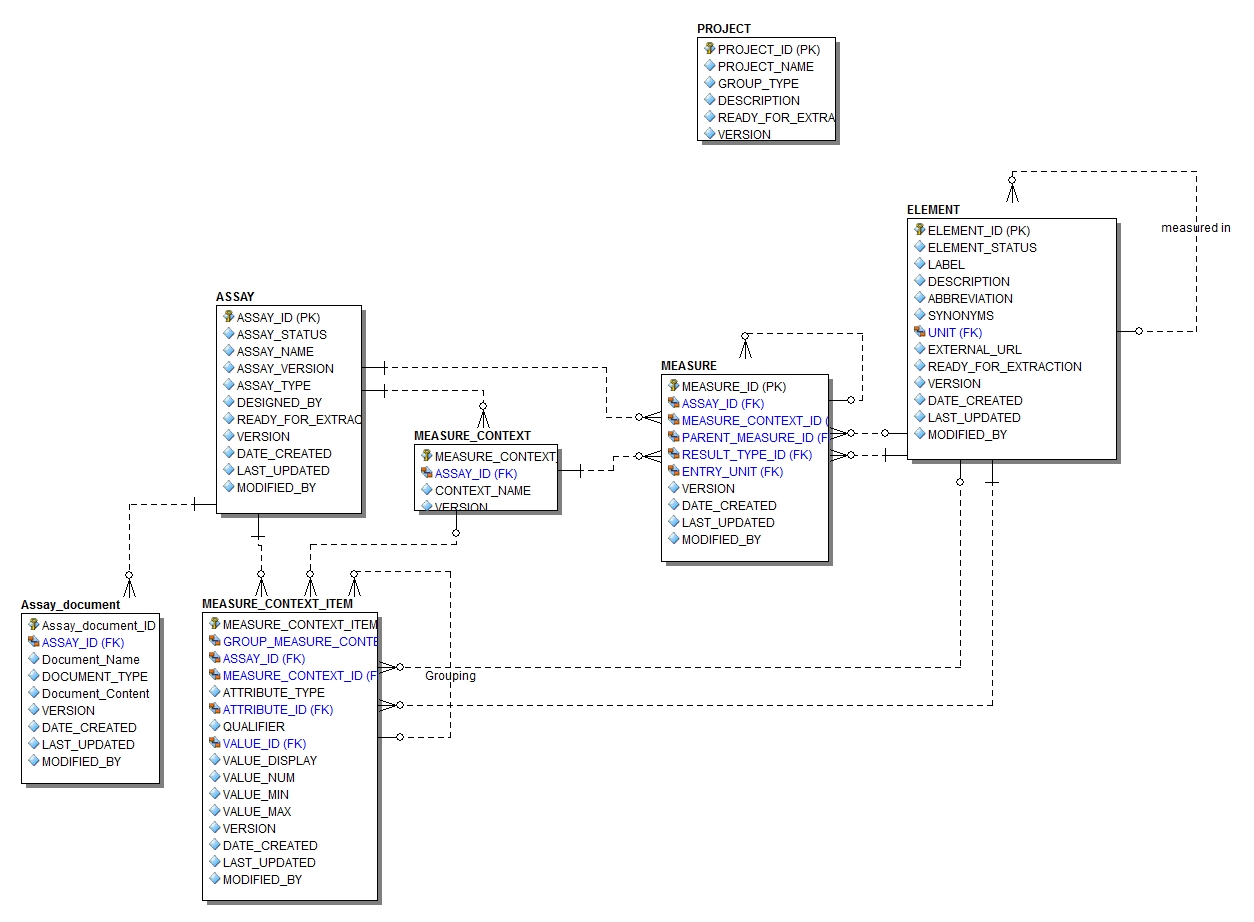 PROJECT
PROJECT_ID (PK)
PROJECT_NAME
GROUP_TYPE
DESCRIPTION
READY_FOR_EXTRA
VERSION
ELEMENT
ELEMENT_ID (PK)
ELEMENT_STATUS
LABEL
DESCRIPTION
ABBREVIATION
SYNONYMS
UNIT (FK)
EXTERNAL_URL
READY_FOR_EXTRACTION
VERSION
DATE_CREATED
LAST_UPDATED
MODIFIED_BY
measured in
ASSAY
ASSAY_ID (PK)
ASSAY_STATUS
ASSAY_NAME
ASSAY_VERSION
ASSAY_TYPE
DESIGNED_BY
READY_FOR_EXTRAC
VERSION
DATE_CREATED
LAST_UPDATED
MODIFIED_BY
MEASURE
MEASURE_ID (PK)
ASSAY_ID (FK)
MEASURE_CONTEXT_ID (
PARENT_MEASURE_ID (F
RESULT_TYPE_ID (FK)
ENTRY_UNIT (FK)
VERSION
DATE_CREATED
LAST_UPDATED
MODIFIED_BY
MEASURE_CONTEXT
MEASURE_CONTEXT_
ASSAY_ID (FK)
CONTEXT_NAME
VERSION
Assay_document
Assay_document_ID
ASSAY_ID (FK)
Document_Name
DOCUMENT_TYPE
Document_Content
VERSION
DATE_CREATED
LAST_UPDATED
MODIFIED_BY
MEASURE_CONTEXT_ITEM
MEASURE_CONTEXT_ITEM
GROUP_MEASURE_CONTE
ASSAY_ID (FK)
MEASURE_CONTEXT_ID (F
ATTRIBUTE_TYPE
ATTRIBUTE_ID (FK)
QUALIFIER
VALUE_ID (FK)
VALUE_DISPLAY
VALUE_NUM
VALUE_MIN
VALUE_MAX
VERSION
DATE_CREATED
LAST_UPDATED
MODIFIED_BY
Grouping